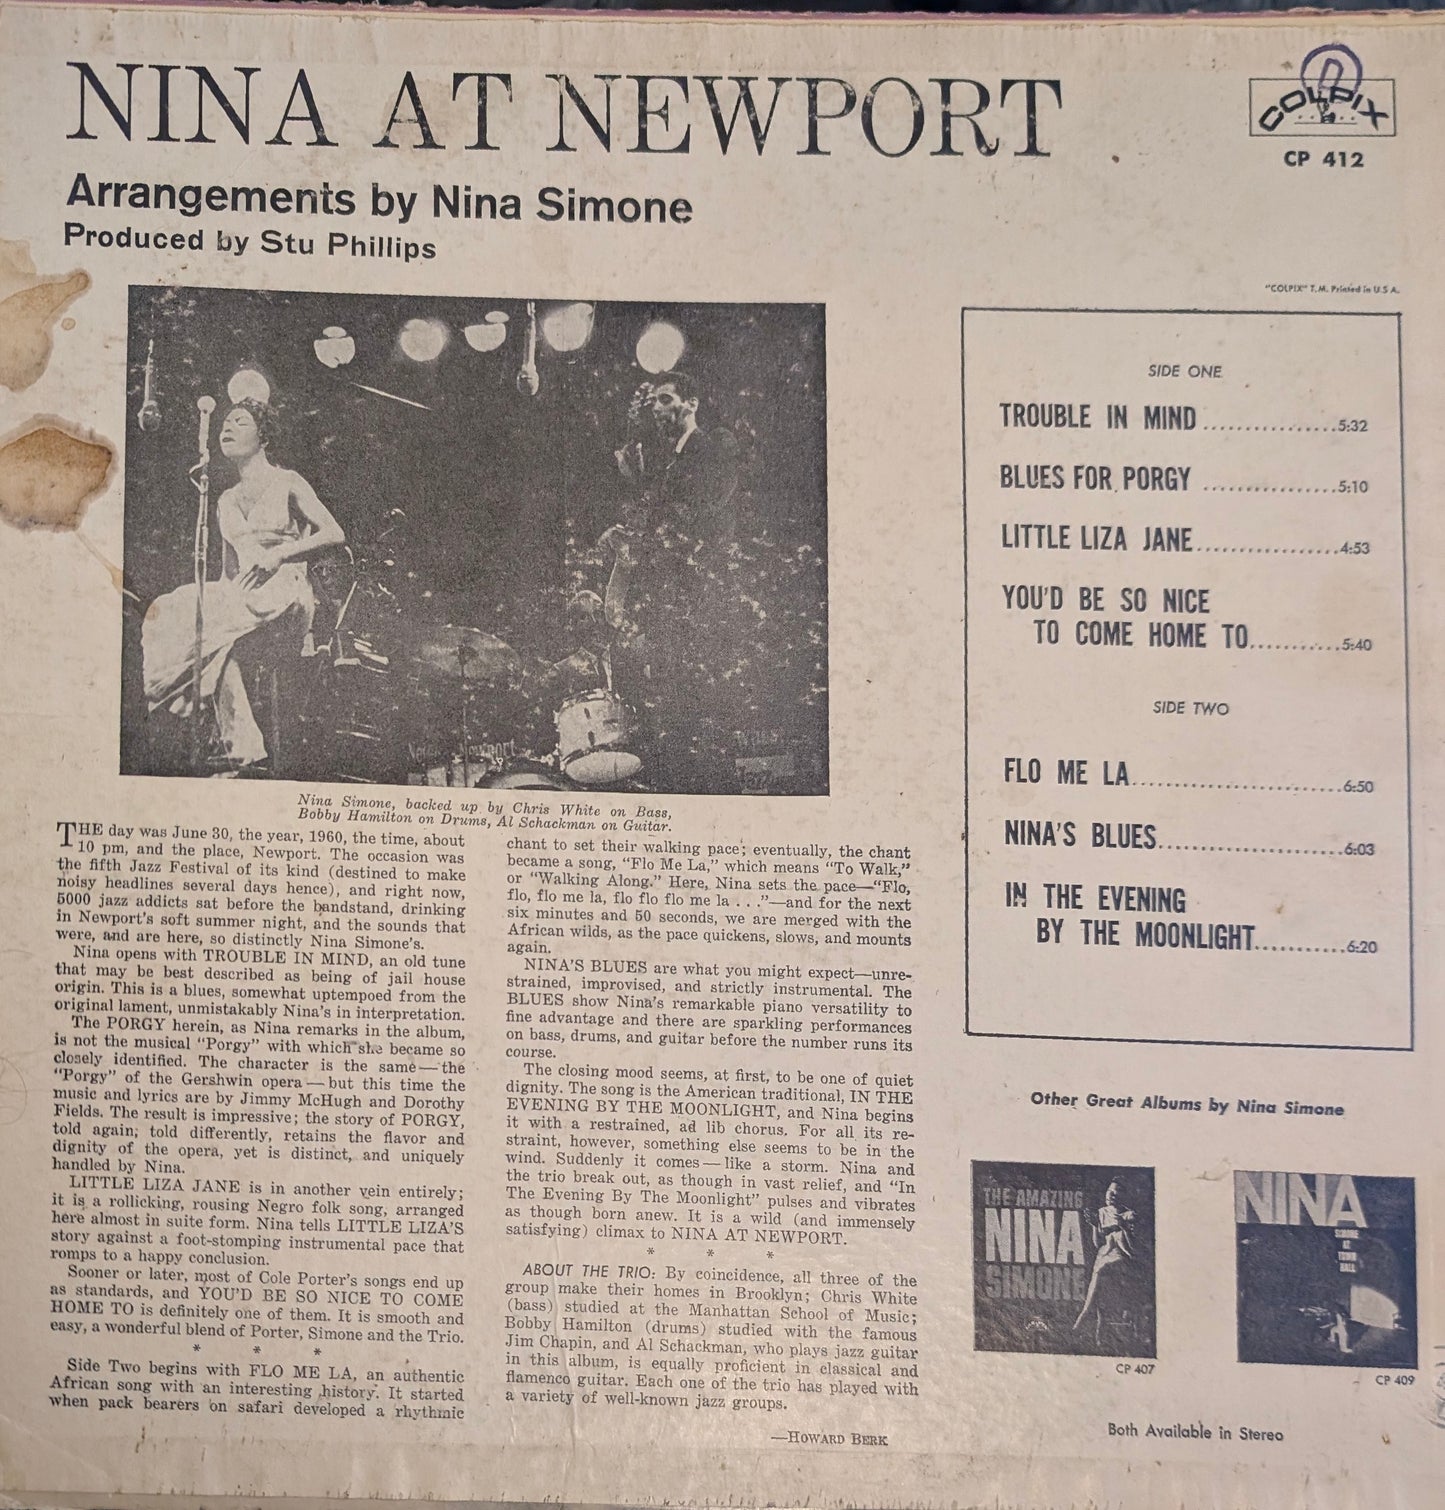 NINA AT NEWPORT
COLPIX
CP 412
Arrangements by Nina Simone
Produced by Stu Phillips
"COLPIX" T.M. Printed in U.S.A.
Newport
Jazz
Nina Simone, backed up by Chris White on Bass,
Bobby Hamilton on Drums, Al Schackman on Guitar.
THE day was June 30, the year, 1960, the time, about
10 pm, and the place, Newport. The occasion was
the fifth Jazz Festival of its kind (destined to make
noisy headlines several days hence), and right now,
5000 jazz addicts sat before the bandstand, drinking
in Newport's soft summer night, and the sounds that
were, and are here, so distinctly Nina Simone's.
Nina opens with TROUBLE IN MIND, an old tune
that may be best described as being of jail house
origin. This is a blues, somewhat uptempoed from the
original lament, unmistakably Nina's in interpretation.
The PORGY herein, as Nina remarks in the album,
is not the musical "Porgy" with which she became so
closely identified. The character is the same—the
"Porgy" of the Gershwin opera—but this time the
music and lyrics are by Jimmy McHugh and Dorothy
Fields. The result is impressive; the story of PORGY,
told again; told differently, retains the flavor and
dignity of the opera, yet is distinct, and uniquely
handled by Nina.
LITTLE LIZA JANE is in another vein entirely;
it is a rollicking, rousing Negro folk song, arranged
here almost in suite form. Nina tells LITTLE LIZA'S
story against a foot-stomping instrumental pace that
romps to a happy conclusion.
Sooner or later, most of Cole Porter's songs end up
as standards, and YOU'D BE SO NICE TO COME
HOME TO is definitely one of them. It is smooth and
easy, a wonderful blend of Porter, Simone and the Trio.
* * *
Side Two begins with FLO ME LA, an authentic
African song with an interesting history. It started
when pack bearers on safari developed a rhythmic
chant to set their walking pace; eventually, the chant
became a song, "Flo Me La," which means "To Walk,"
or "Walking Along." Here, Nina sets the pace—"Flo,
flo, flo me la, flo flo flo me la . . ."—and for the next
six minutes and 50 seconds, we are merged with the
African wilds, as the pace quickens, slows, and mounts
again.
NINA'S BLUES are what you might expect—unre-
strained, improvised, and strictly instrumental. The
BLUES show Nina's remarkable piano versatility to
fine advantage and there are sparkling performances
on bass, drums, and guitar before the number runs its
course.
The closing mood seems, at first, to be one of quiet
dignity. The song is the American traditional, IN THE
EVENING BY THE MOONLIGHT, and Nina begins
it with a restrained, ad lib chorus. For all its re-
straint, however, something else seems to be in the
wind. Suddenly it comes—like a storm. Nina and
the trio break out, as though in vast relief, and "In
The Evening By The Moonlight" pulses and vibrates
as though born anew. It is a wild (and immensely
satisfying) climax to NINA AT NEWPORT.
* * *
ABOUT THE TRIO: By coincidence, all three of the
group make their homes in Brooklyn; Chris White
(bass) studied at the Manhattan School of Music;
Bobby Hamilton (drums) studied with the famous
Jim Chapin, and Al Schackman, who plays jazz guitar
in this album, is equally proficient in classical and
flamenco guitar. Each one of the trio has played with
a variety of well-known jazz groups.
—HOWARD BERK
SIDE ONE
TROUBLE IN MIND................5:32
BLUES FOR PORGY ................5:10
LITTLE LIZA JANE.................4:53
YOU'D BE SO NICE
TO COME HOME TO...........5:40
SIDE TWO
FLO ME LA.........................6:50
NINA'S BLUES......................6:03
IN THE EVENING
BY THE MOONLIGHT...........6:20
Other Great Albums by Nina Simone
THE AMAZING
NINA
SIMONE
CP 407
NINA
SIMONE
AT
TOWN
HALL
CP 409
Both Available in Stereo